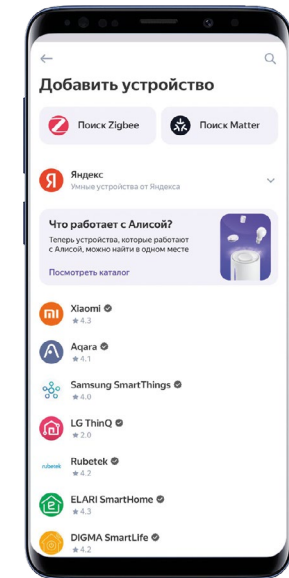 Добавить устройство
Поиск Zigbee
Поиск Matter
Яндекс
Умные устройства от Яндекса
Что работает с Алисой?
Теперь устройства, которые работают
с Алисой, можно найти в одном месте
Посмотреть каталог
Xiaomi
4.3
Aqara
4.1
Samsung SmartThings
4.0
LG ThinQ
2.0
rubetek
Rubetek
4.2
ELARI SmartHome
4.3
DIGMA SmartLife
4.2